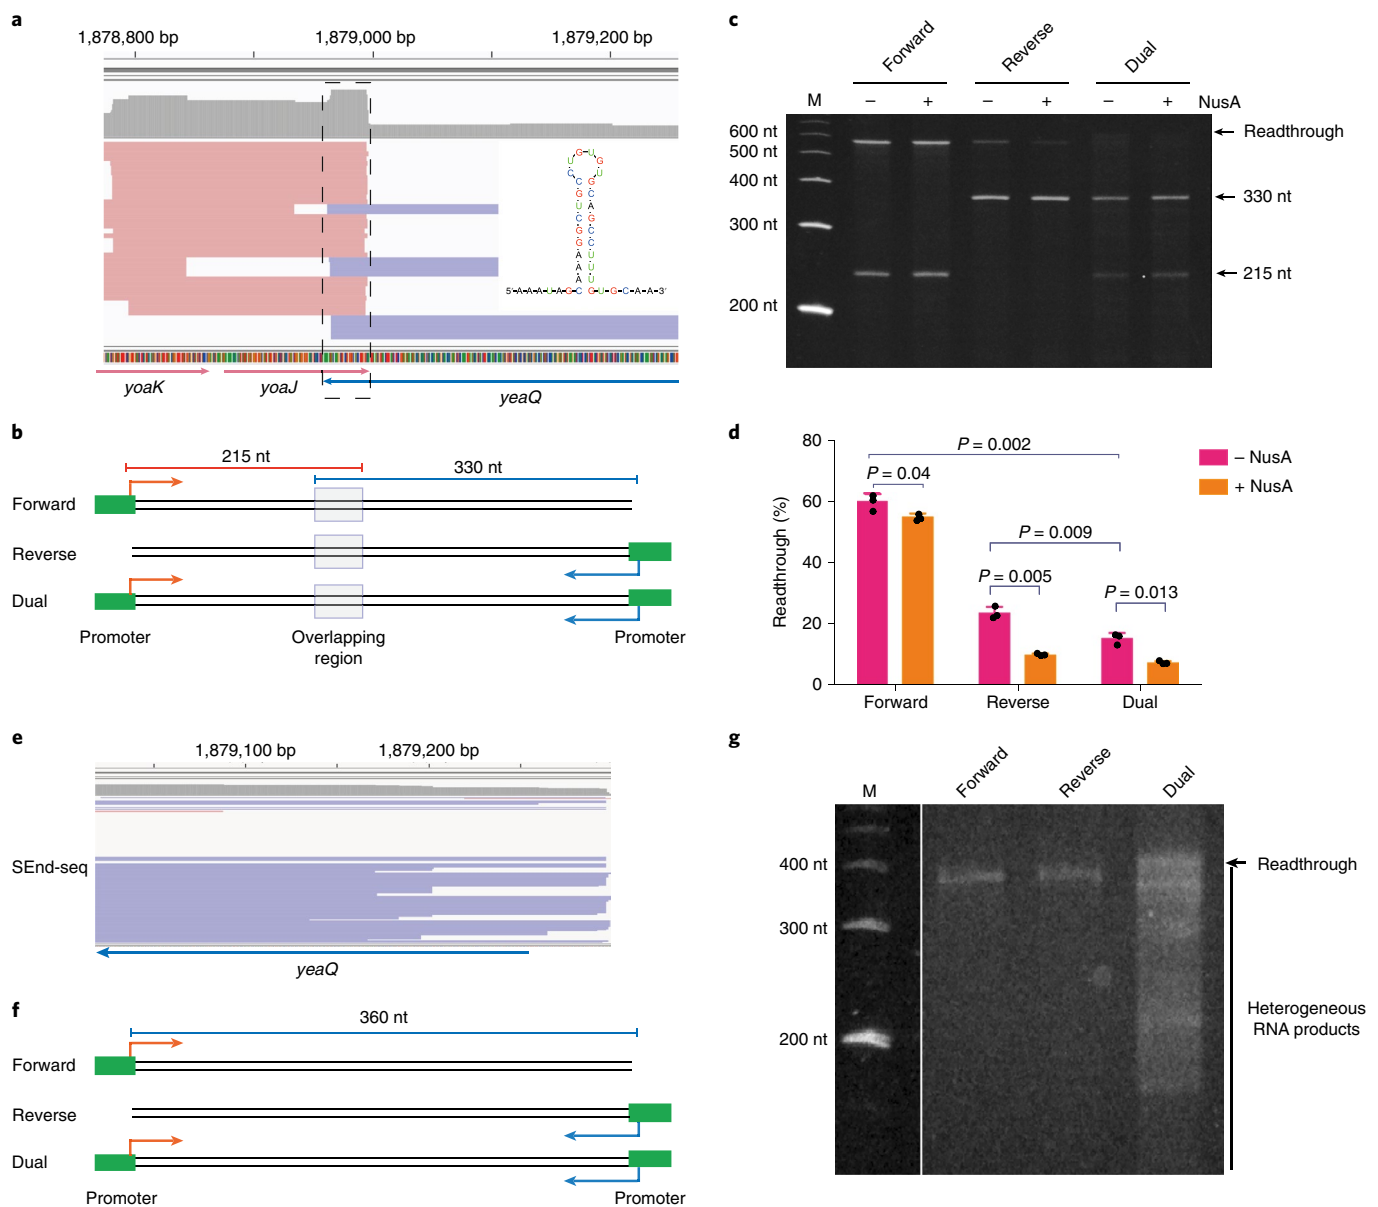 a
1,878,800 bp
1,879,000 bp
1,879,200 bp
5′-AAAUAGC
GUGCAA-3′
yoaK
yoaJ
yeaQ
b
215 nt
330 nt
Forward
Reverse
Dual
Promoter
Overlapping
region
Promoter
c
Forward
Reverse
Dual
M
– + – + – + NusA
600 nt
500 nt
400 nt
300 nt
200 nt
Readthrough
330 nt
215 nt
d
Readthrough (%)
80
60
40
20
0
P = 0.002
P = 0.04
P = 0.009
P = 0.005
P = 0.013
– NusA
+ NusA
Forward
Reverse
Dual
e
1,879,100 bp
1,879,200 bp
SEnd-seq
yeaQ
f
360 nt
Forward
Reverse
Dual
Promoter
Promoter
g
M
Forward
Reverse
Dual
400 nt
300 nt
200 nt
Readthrough
Heterogeneous
RNA products